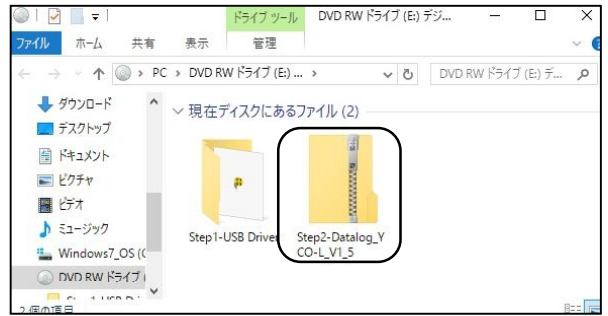 ドライブ ツール DVD RW ドライブ (E:) デジ...
ファイル ホーム 共有 表示 管理
PC › DVD RW ドライブ (E:) ... ›
DVD RW ドライブ (E:) デ...
ダウンロード
デスクトップ
ドキュメント
ピクチャ
ビデオ
ミュージック
Windows7_OS (C
DVD RW ドライブ (
現在ディスクにあるファイル (2)
Step1-USB Driver
Step2-Datalog_Y
CO-L_V1_5
2 個の項目